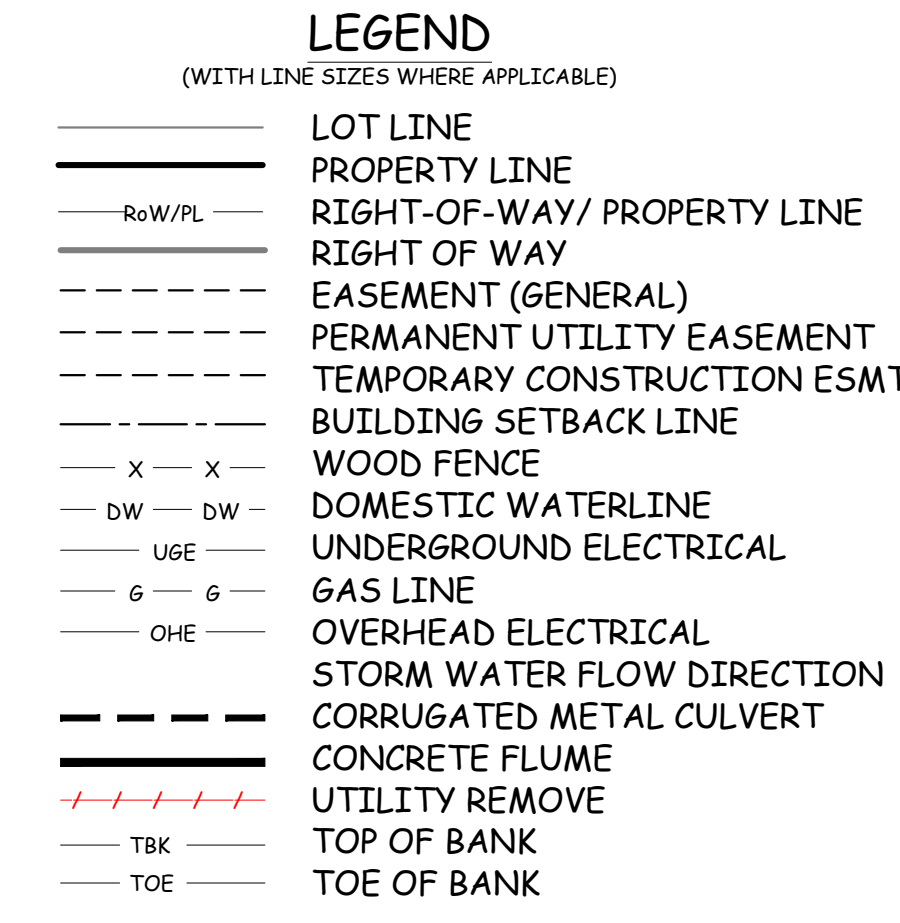 LEGEND
(WITH LINE SIZES WHERE APPLICABLE)
LOT LINE
PROPERTY LINE
RoW/PL RIGHT-OF-WAY/ PROPERTY LINE
RIGHT OF WAY
EASEMENT (GENERAL)
PERMANENT UTILITY EASEMENT
TEMPORARY CONSTRUCTION ESMT
BUILDING SETBACK LINE
X X WOOD FENCE
DW DW DOMESTIC WATERLINE
UGE UNDERGROUND ELECTRICAL
G G GAS LINE
OHE OVERHEAD ELECTRICAL
STORM WATER FLOW DIRECTION
CORRUGATED METAL CULVERT
CONCRETE FLUME
UTILITY REMOVE
TBK TOP OF BANK
TOE TOE OF BANK